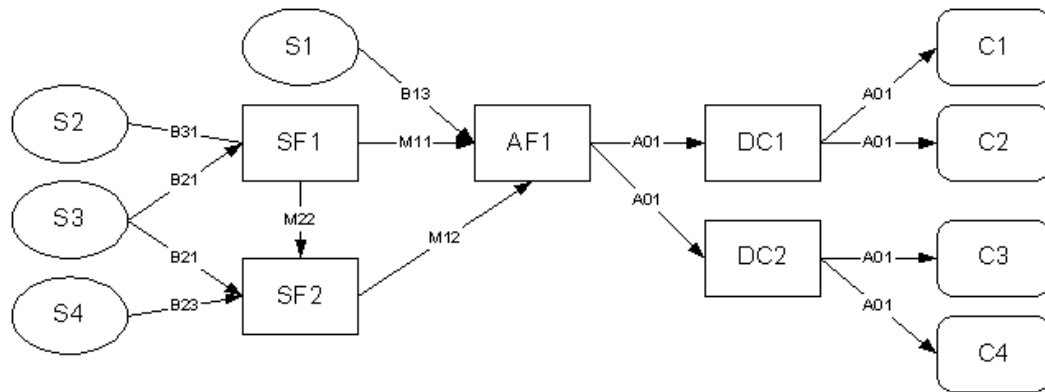 S1
C1
B13
A01
S2
B31
SF1
M11
AF1
A01
DC1
A01
C2
B21
A01
S3
M22
B21
M12
DC2
A01
C3
S4
B23
SF2
A01
C4